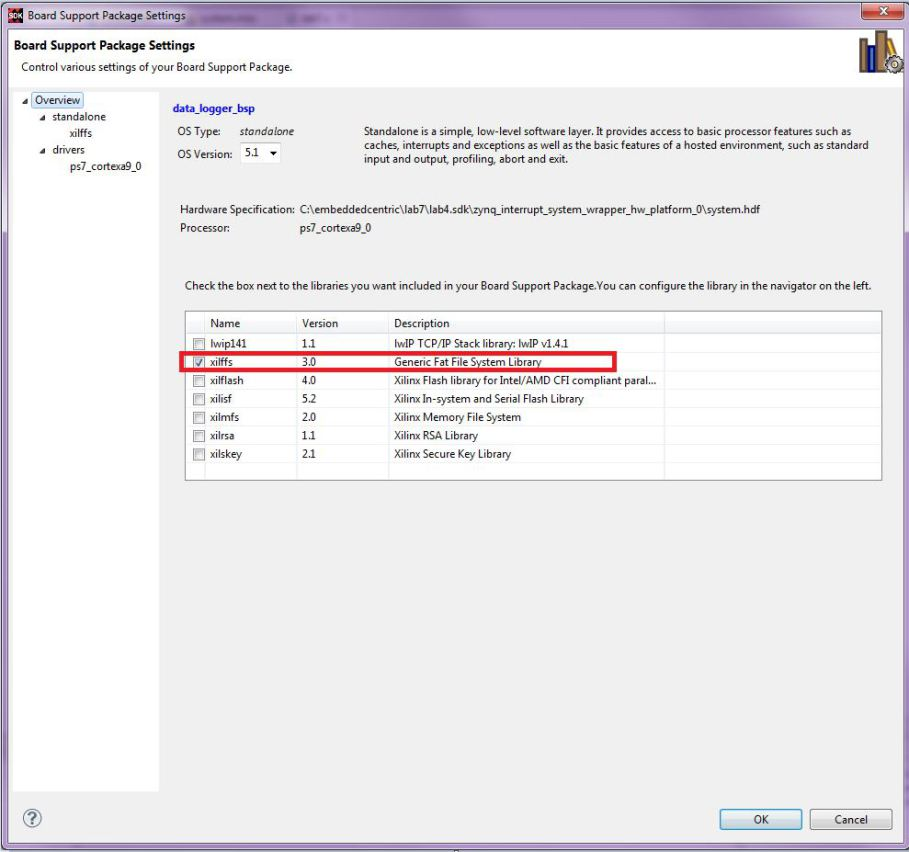 SDK Board Support Package Settings
Board Support Package Settings
Control various settings of your Board Support Package.
Overview
standalone
xilffs
drivers
ps7_cortexa9_0
data_logger_bsp
OS Type: standalone
OS Version: 5.1
Standalone is a simple, low-level software layer. It provides access to basic processor features such as
caches, interrupts and exceptions as well as the basic features of a hosted environment, such as standard
input and output, profiling, abort and exit.
Hardware Specification: C:\embeddedcentric\lab7\lab4.sdk\zynq_interrupt_system_wrapper_hw_platform_0\system.hdf
Processor: ps7_cortexa9_0
Check the box next to the libraries you want included in your Board Support Package.You can configure the library in the navigator on the left.
Name Version Description
lwip141 1.1 lwIP TCP/IP Stack library: lwIP v1.4.1
xilffs 3.0 Generic Fat File System Library
xilflash 4.0 Xilinx Flash library for Intel/AMD CFI compliant paral...
xilisf 5.2 Xilinx In-system and Serial Flash Library
xilmfs 2.0 Xilinx Memory File System
xilrsa 1.1 Xilinx RSA Library
xilskey 2.1 Xilinx Secure Key Library
? OK Cancel